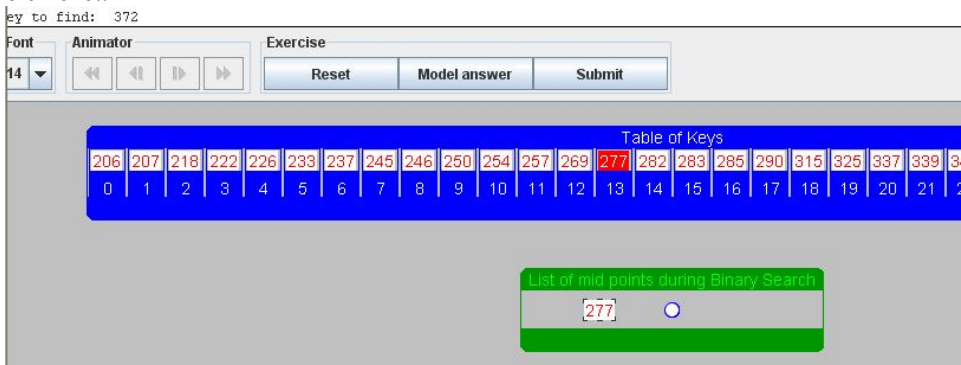 ey to find: 372
Font Animator Exercise
14 Reset Model answer Submit
Table of Keys
206 207 218 222 226 233 237 245 246 250 254 257 269 277 282 283 285 290 315 325 337 339
0 1 2 3 4 5 6 7 8 9 10 11 12 13 14 15 16 17 18 19 20 21
List of mid points during Binary Search
277